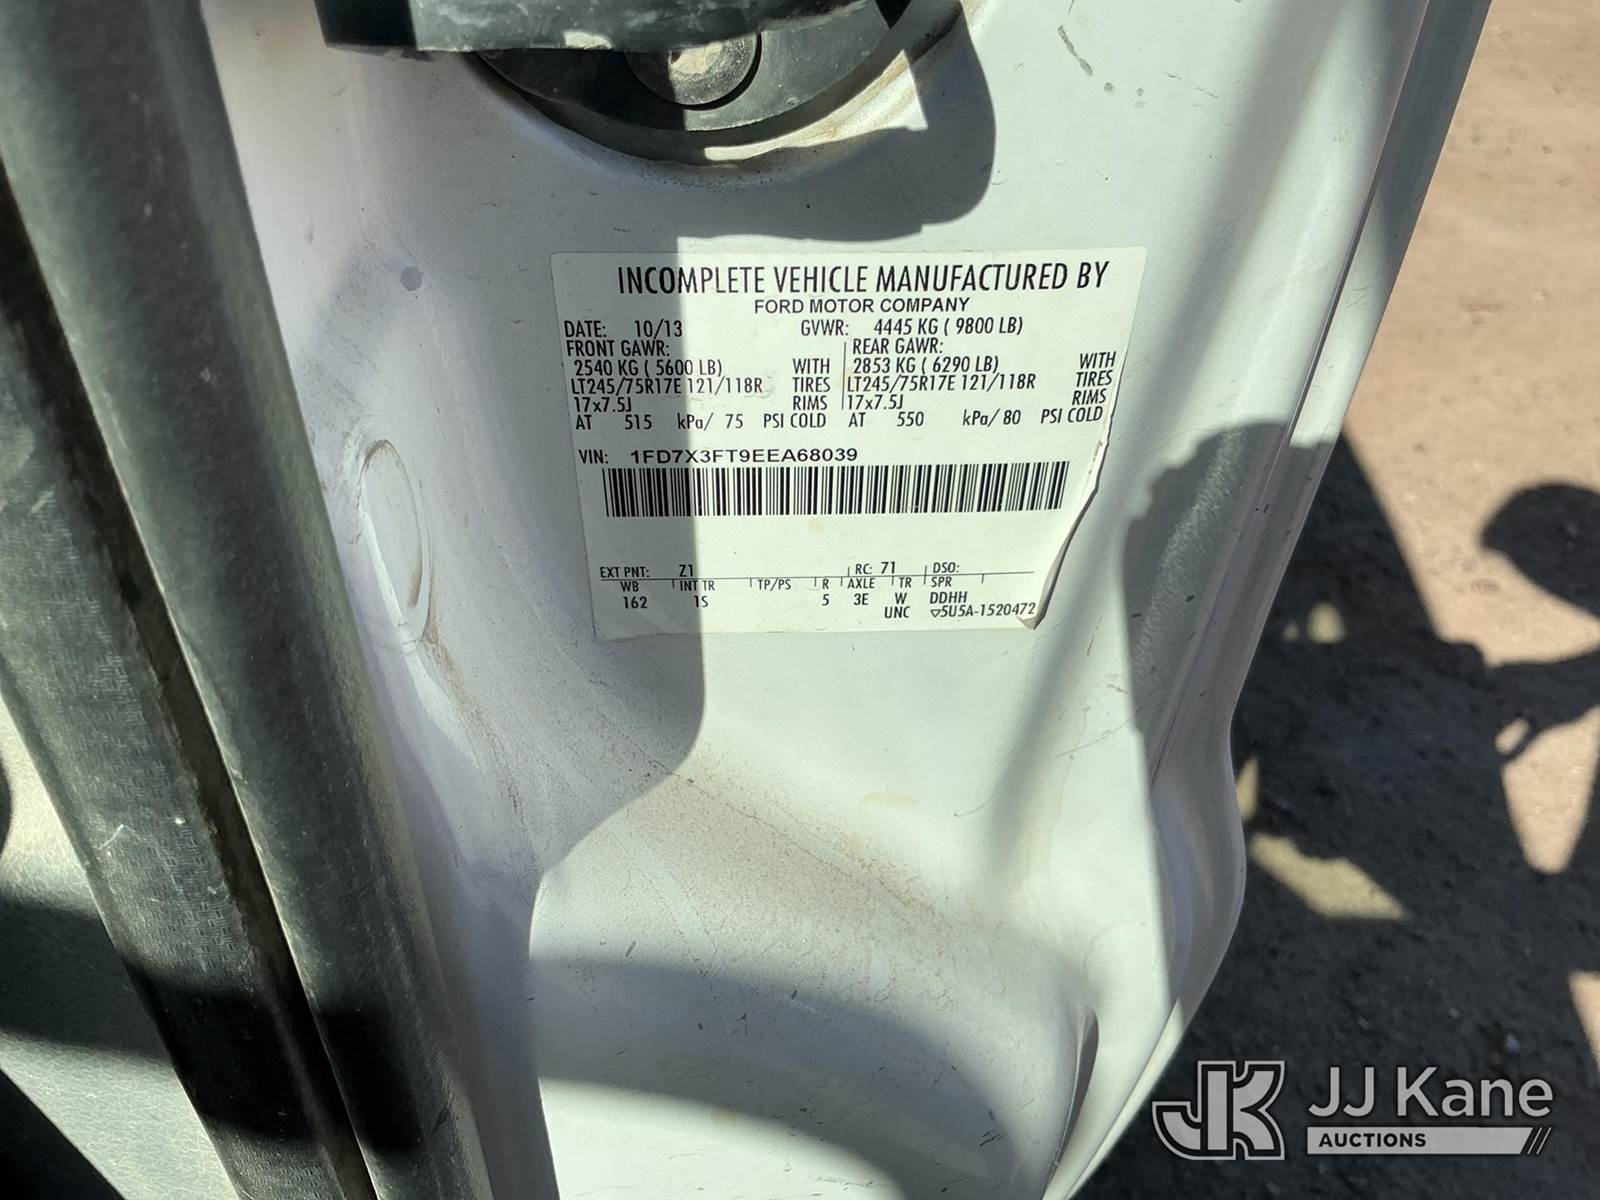 INCOMPLETE VEHICLE MANUFACTURED BY
FORD MOTOR COMPANY
DATE: 10/13 GVWR: 4445 KG ( 9800 LB)
FRONT GAWR: REAR GAWR:
2540 KG ( 5600 LB) WITH 2853 KG ( 6290 LB) WITH
LT245/75R17E 121/118R TIRES LT245/75R17E 121/118R TIRES
17x7.5J RIMS 17x7.5J RIMS
AT 515 kPa/ 75 PSI COLD AT 550 kPa/ 80 PSI COLD
VIN: 1FD7X3FT9EEA68039
EXT PNT: Z1 RC: 71 DSO:
WB INT TR TP/PS R AXLE TR SPR
162 1S 5 3E W DDHH
UNC ▽5U5A-1520472
JK JJ Kane
AUCTIONS